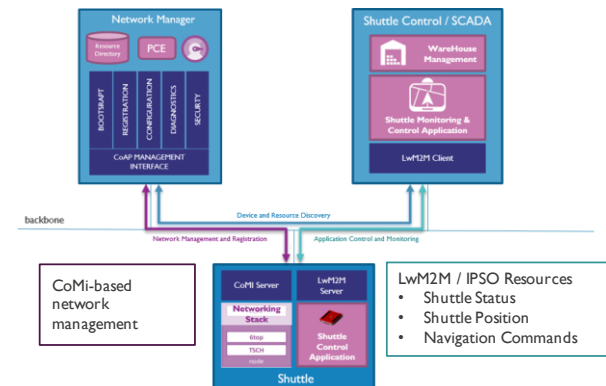 Network Manager
Resource
Directory
PCE
BOOTSRAPT
REGISTRATION
CONFIGURATION
DIAGNOSTICS
SECURTY
CoAP MANAGEMENT
INTERFACE
Shuttle Control / SCADA
WareHouse
Management
Shuttle Monitoring &
Control Application
LwM2M Client
Device and Resource Discovery
backbone
Network Management and Registration
Application Control and Monitoring
CoMi-based
network
management
CoMI Server
LwM2M
Server
Networking
Stack
6top
TSCH
node
Shuttle
Control
Application
Shuttle
LwM2M / IPSO Resources
• Shuttle Status
• Shuttle Position
• Navigation Commands